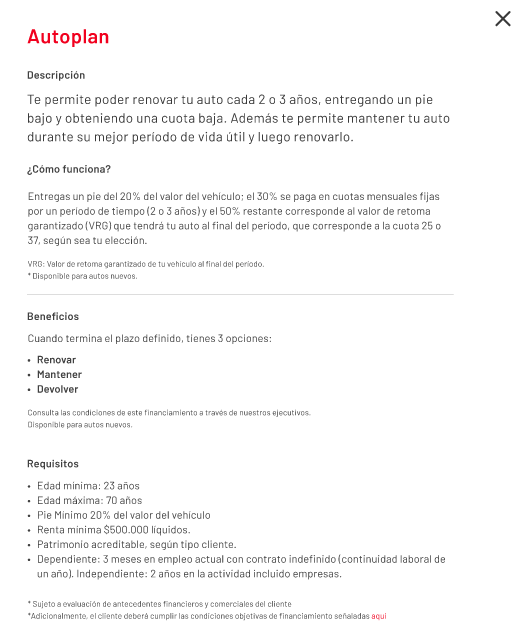 Autoplan
Descripción
Te permite poder renovar tu auto cada 2 o 3 años, entregando un pie
bajo y obteniendo una cuota baja. Además te permite mantener tu auto
durante su mejor período de vida útil y luego renovarlo.
¿Cómo funciona?
Entregas un pie del 20% del valor del vehículo; el 30% se paga en cuotas mensuales fijas
por un período de tiempo (2 o 3 años) y el 50% restante corresponde al valor de retoma
garantizado (VRG) que tendrá tu auto al final del período, que corresponde a la cuota 25 o
37, según sea tu elección.
VRG: Valor de retoma garantizado de tu vehículo al final del período.
* Disponible para autos nuevos.
Beneficios
Cuando termina el plazo definido, tienes 3 opciones:
• Renovar
• Mantener
• Devolver
Consulta las condiciones de este financiamiento a través de nuestros ejecutivos.
Disponible para autos nuevos.
Requisitos
• Edad mínima: 23 años
• Edad máxima: 70 años
• Pie Mínimo 20% del valor del vehículo
• Renta mínima $500.000 líquidos.
• Patrimonio acreditable, según tipo cliente.
• Dependiente: 3 meses en empleo actual con contrato indefinido (continuidad laboral de
un año). Independiente: 2 años en la actividad incluido empresas.
* Sujeto a evaluación de antecedentes financieros y comerciales del cliente
*Adicionalmente, el cliente deberá cumplir las condiciones objetivas de financiamiento señaladas aquí